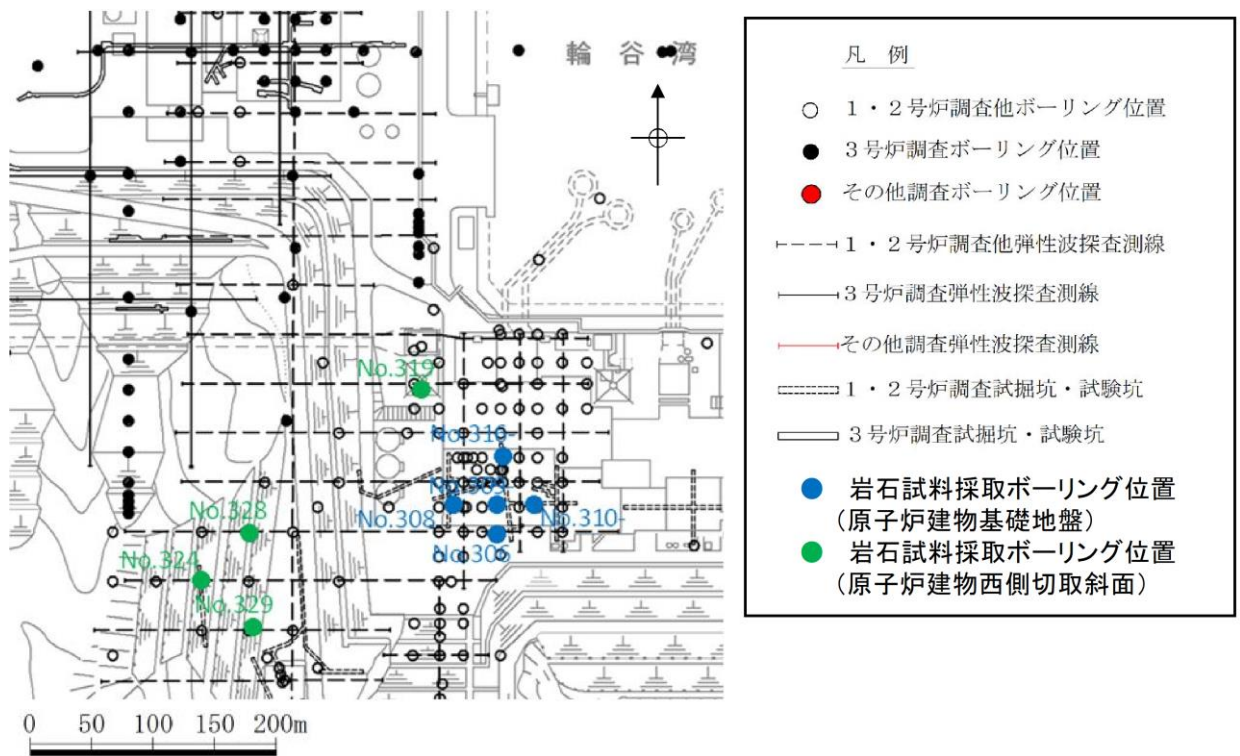 輪谷湾
No.319
No.316-
No.309-
No.308
No.310-
No.306
No.328
No.324
No.329
0 50 100 150 200m
凡 例
1・2号炉調査他ボーリング位置
3号炉調査ボーリング位置
その他調査ボーリング位置
1・2号炉調査他弾性波探査測線
3号炉調査弾性波探査測線
その他調査弾性波探査測線
1・2号炉調査試掘坑・試験坑
3号炉調査試掘坑・試験坑
岩石試料採取ボーリング位置
(原子炉建物基礎地盤)
岩石試料採取ボーリング位置
(原子炉建物西側切取斜面)